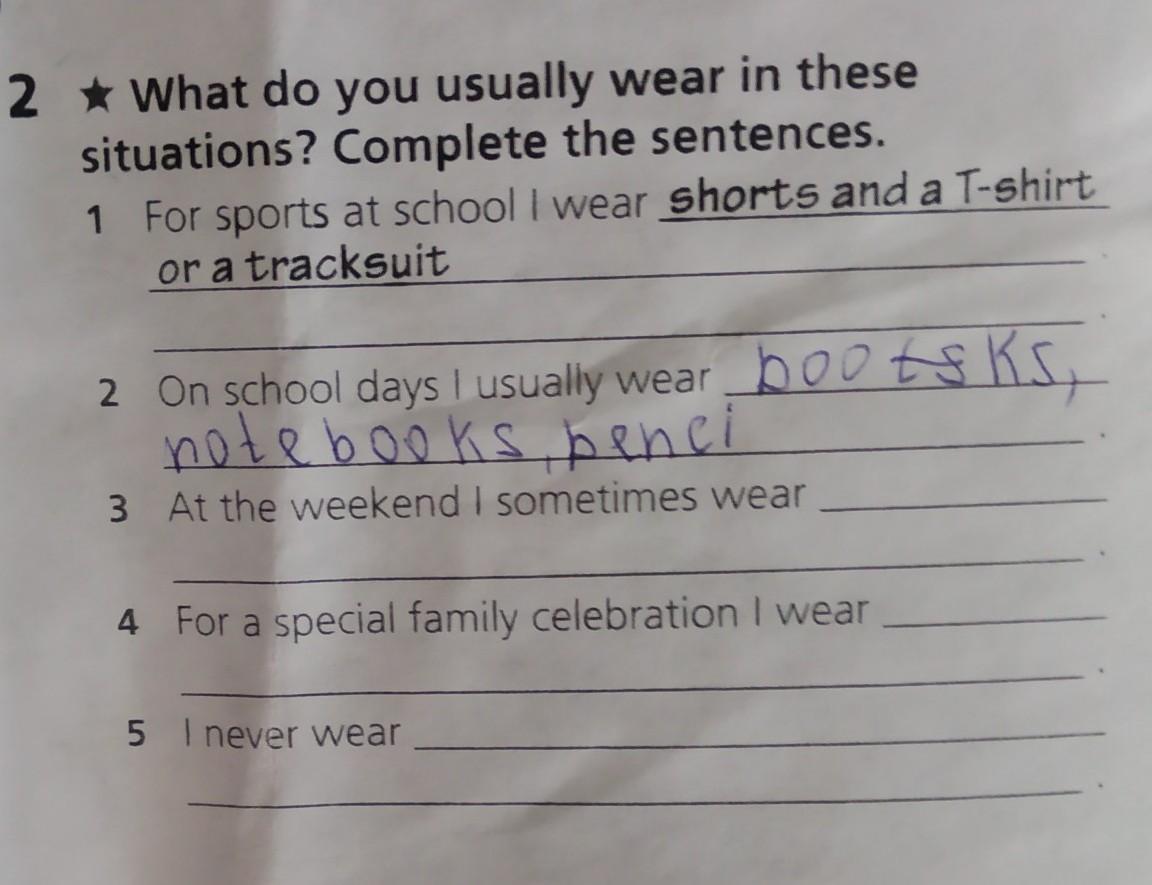 2 ★ What do you usually wear in these
situations? Complete the sentences.
1 For sports at school I wear shorts and a T-shirt
or a tracksuit .
.
2 On school days I usually wear bootsks,
notebooks, penci .
3 At the weekend I sometimes wear
.
4 For a special family celebration I wear
.
5 I never wear
.